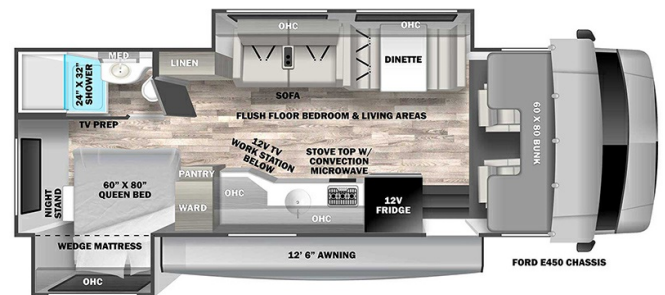 OHC
OHC
MED
LINEN
24" X 32"
SHOWER
DINETTE
SOFA
TV PREP
FLUSH FLOOR BEDROOM & LIVING AREAS
60 X 80 BUNK
12V TV
WORK STATION
BELOW
STOVE TOP W/
CONVECTION
MICROWAVE
PANTRY
60" X 80"
QUEEN BED
NIGHT
STAND
OHC
WARD
OHC
12V
FRIDGE
WEDGE MATTRESS
12' 6" AWNING
FORD E450 CHASSIS
OHC